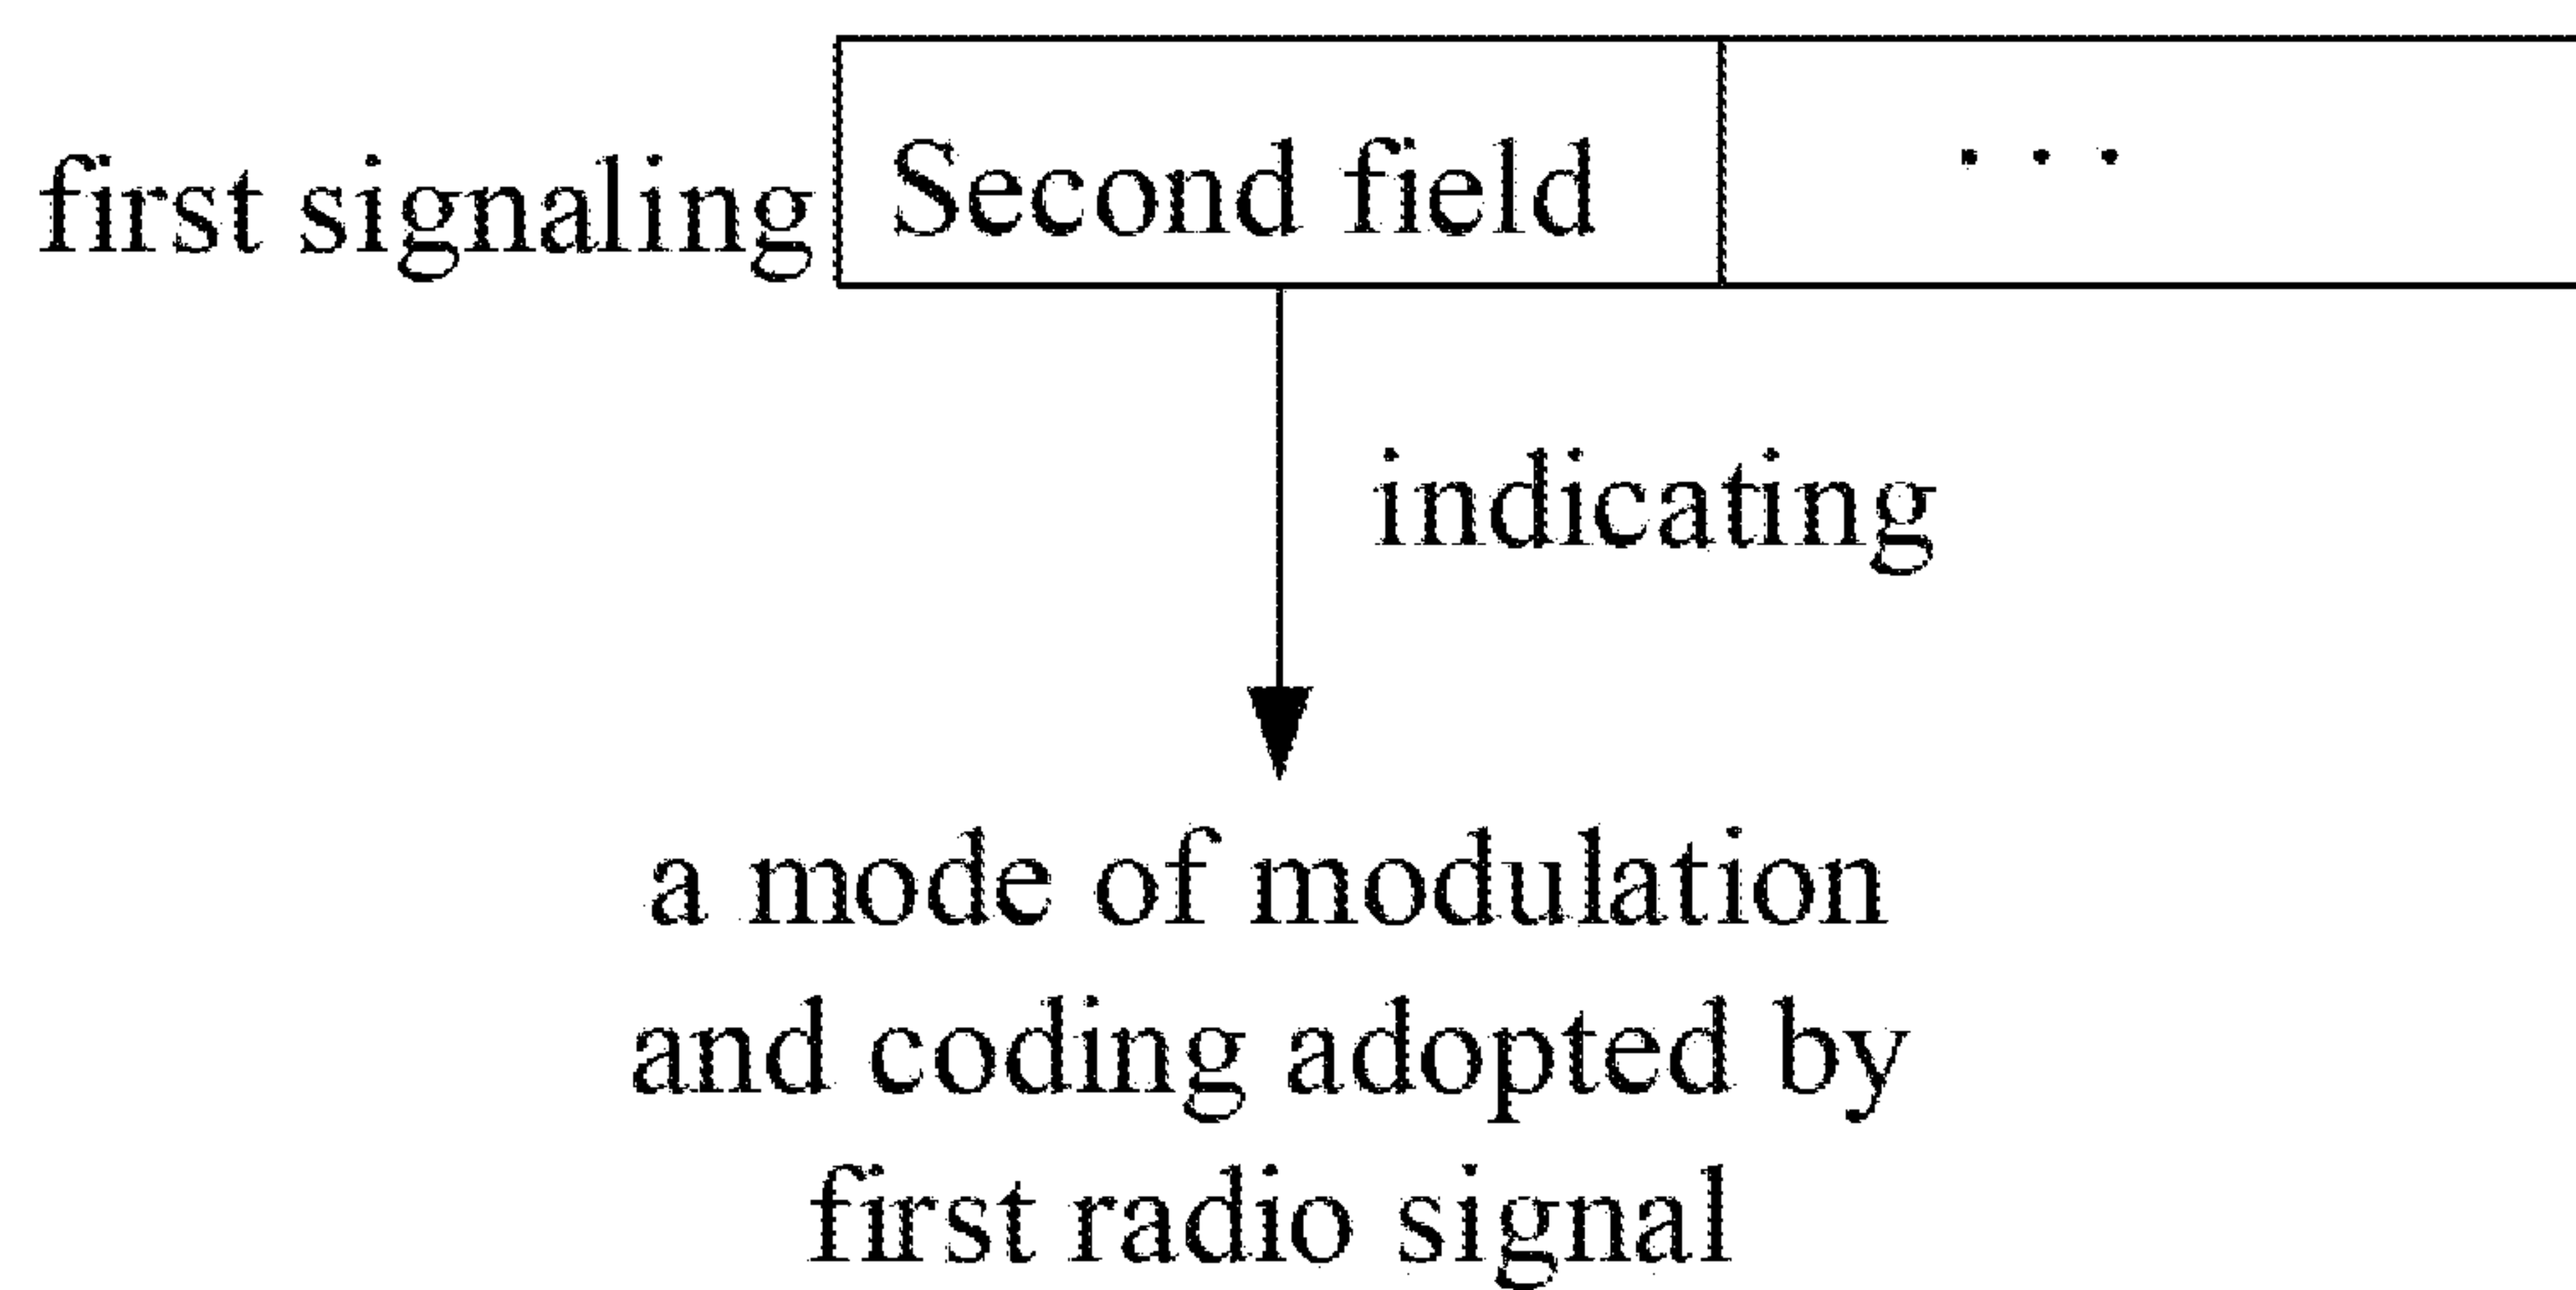 first signaling Second field ...
indicating
a mode of modulation
and coding adopted by
first radio signal